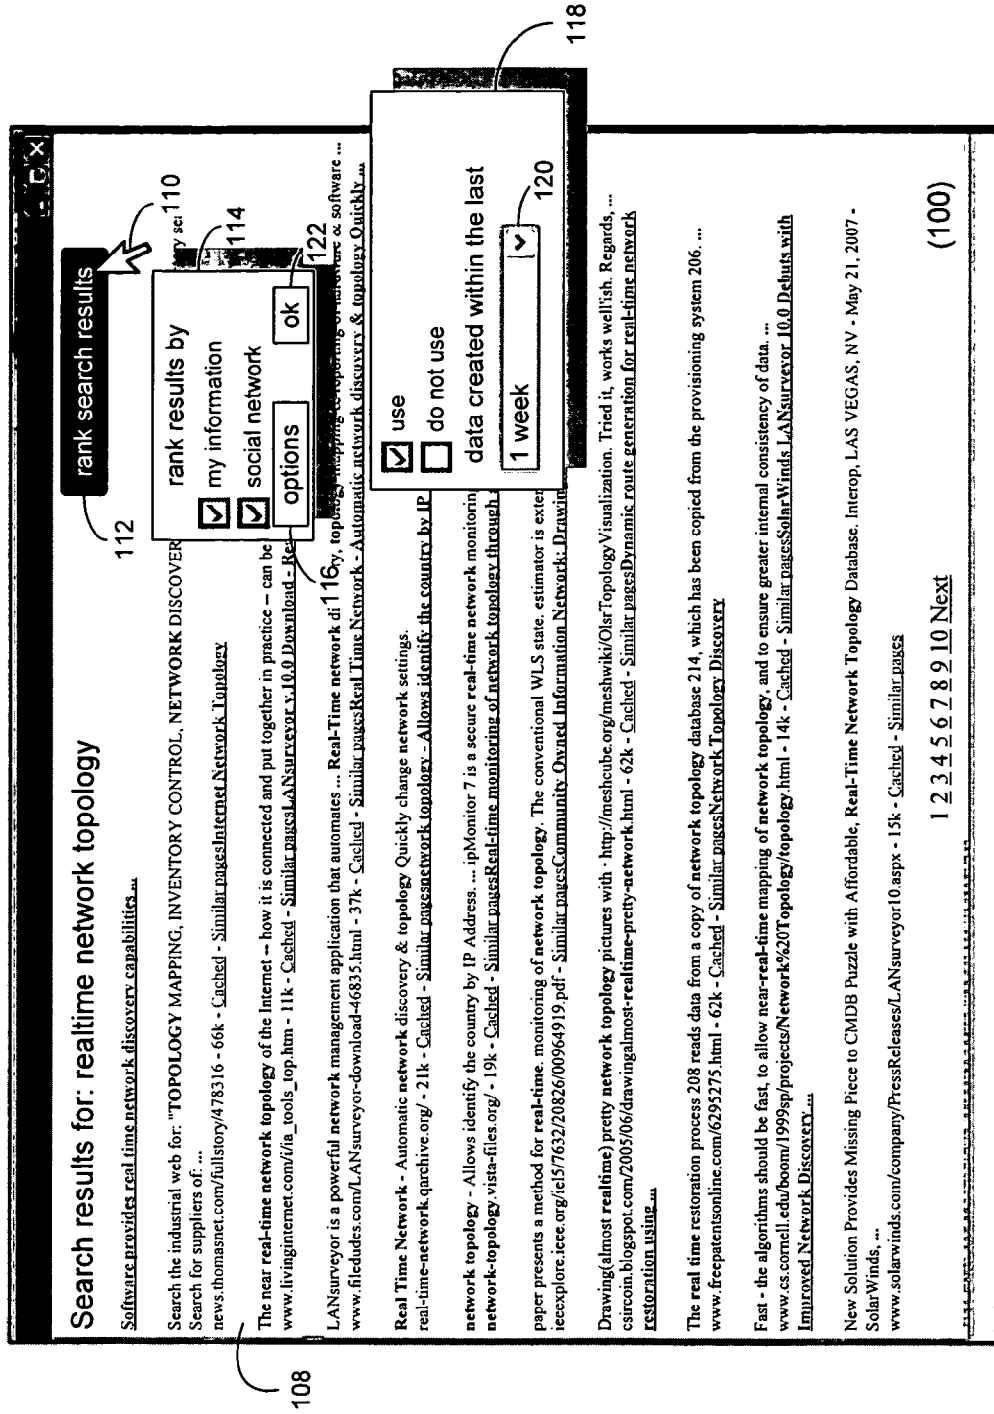 118
rank search results
110
112
ry sea
rank results by
114
my information
social network
options
ok
122
116
use
do not use
data created within the last
1 week
120
Search results for: realtime network topology
Software provides real time network discovery capabilities ...
Search the industrial web for: "TOPOLOGY MAPPING, INVENTORY CONTROL, NETWORK DISCOVER
Search for suppliers of: ...
news.thomasnet.com/fullstory/478316 - 66k - Cached - Similar pagesInternet Network Topology
The near real-time network topology of the Internet -- how it is connected and put together in practice -- can be
www.livinginternet.com/i/ia_tools_top.htm - 11k - Cached - Similar pagesLANsurveyor v.10.0 Download - Re
LANsurveyor is a powerful network management application that automates ... Real-Time network di ry, topology mapping & reporting of hardware & software ...
www.filedudes.com/LANsurveyor-download-46835.html - 37k - Cached - Similar pagesReal Time Network - Automatic network discovery & topology Quickly ...
Real Time Network - Automatic network discovery & topology Quickly change network settings.
real-time-network.qarchive.org/ - 21k - Cached - Similar pagesnetwork topology - Allows identify the country by IP
network topology - Allows identify the country by IP Address. ... ipMonitor 7 is a secure real-time network monitoring
network-topology.vista-files.org/ - 19k - Cached - Similar pagesReal-time monitoring of network topology through
paper presents a method for real-time. monitoring of network topology. The conventional WLS state. estimator is exten
ieeexplore.ieee.org/iel5/7632/20826/00964919.pdf - Similar pagesCommunity Owned Information Network: Drawin
Drawing(almost realtime) pretty network topology pictures with · http://meshcube.org/meshwiki/OlsrTopologyVisualization. Tried it, works well'ish. Regards, ...
csircoin.blogspot.com/2005/06/drawingalmost-realtime-pretty-network.html - 62k - Cached - Similar pagesDynamic route generation for real-time network
restoration using ...
The real time restoration process 208 reads data from a copy of network topology database 214, which has been copied from the provisioning system 206. ...
www.freepatentsonline.com/6295275.html - 62k - Cached - Similar pagesNetwork Topology Discovery
Fast - the algorithms should be fast, to allow near-real-time mapping of network topology, and to ensure greater internal consistency of data. ...
www.cs.cornell.edu/boom/1999sp/projects/Network%20Topology/topology.html - 14k - Cached - Similar pagesSolarWinds LANsurveyor 10.0 Debuts with
Improved Network Discovery ...
New Solution Provides Missing Piece to CMDB Puzzle with Affordable, Real-Time Network Topology Database. Interop, LAS VEGAS, NV - May 21, 2007 -
SolarWinds, ...
www.solarwinds.com/company/PressReleases/LANsurveyor10.aspx - 15k - Cached - Similar pages
1 2 3 4 5 6 7 8 9 10 Next
(100)
108